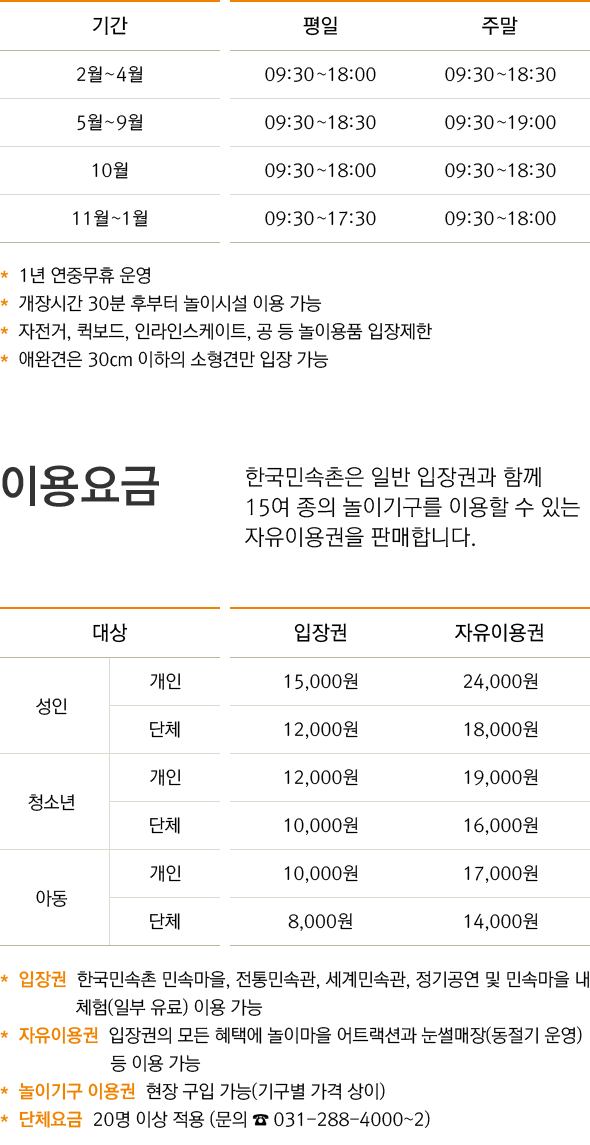 기간 평일 주말
2월~4월 09:30~18:00 09:30~18:30
5월~9월 09:30~18:30 09:30~19:00
10월 09:30~18:00 09:30~18:30
11월~1월 09:30~17:30 09:30~18:00
* 1년 연중무휴 운영
* 개장시간 30분 후부터 놀이시설 이용 가능
* 자전거, 퀵보드, 인라인스케이트, 공 등 놀이용품 입장제한
* 애완견은 30cm 이하의 소형견만 입장 가능
이용요금
한국민속촌은 일반 입장권과 함께
15여 종의 놀이기구를 이용할 수 있는
자유이용권을 판매합니다.
대상 입장권 자유이용권
성인 개인 15,000원 24,000원
단체 12,000원 18,000원
청소년 개인 12,000원 19,000원
단체 10,000원 16,000원
아동 개인 10,000원 17,000원
단체 8,000원 14,000원
* 입장권 한국민속촌 민속마을, 전통민속관, 세계민속관, 정기공연 및 민속마을 내
체험(일부 유료) 이용 가능
* 자유이용권 입장권의 모든 혜택에 놀이마을 어트랙션과 눈썰매장(동절기 운영)
등 이용 가능
* 놀이기구 이용권 현장 구입 가능(기구별 가격 상이)
* 단체요금 20명 이상 적용 (문의 ☎ 031-288-4000~2)